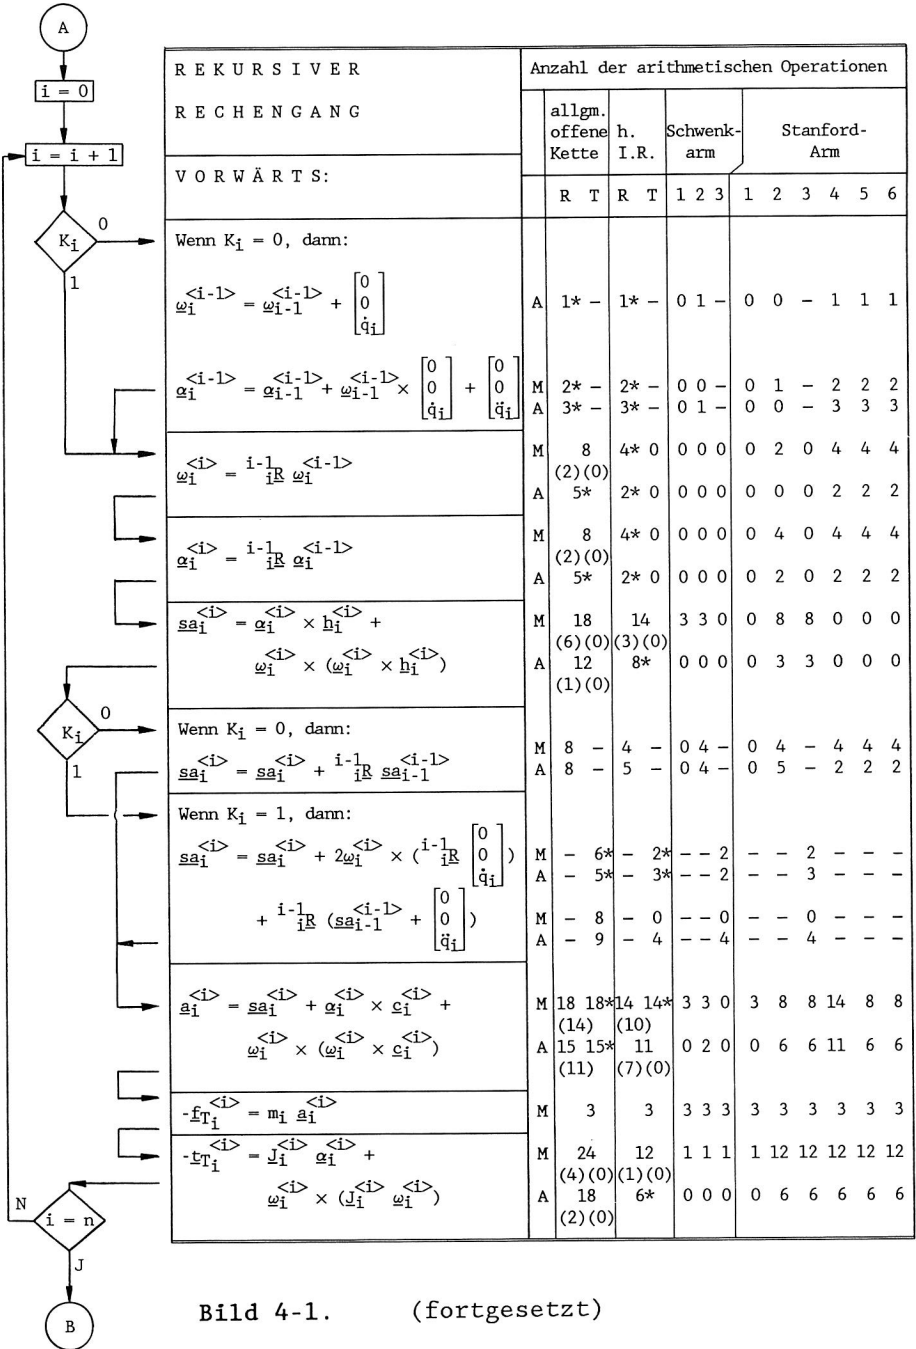 A
i = 0
i = i + 1
REKURSIVER
RECHENGANG
VORWÄRTS:
Anzahl der arithmetischen Operationen
allgm. offene Kette | h. I.R. | Schwenk-arm | Stanford-Arm
R T | R T | 1 2 3 | 1 2 3 4 5 6
K_i 0
1
Wenn K_i = 0, dann:
ω_i^<i-1> = ω_{i-1}^<i-1> + [0 0 q̇_i]
A 1* – | 1* – | 0 1 – | 0 0 – 1 1 1
α_i^<i-1> = α_{i-1}^<i-1> + ω_{i-1}^<i-1> × [0 0 q̇_i] + [0 0 q̈_i]
M 2* – | 2* – | 0 0 – | 0 1 – 2 2 2
A 3* – | 3* – | 0 1 – | 0 0 – 3 3 3
ω_i^<i> = ^{i-1}_i R ω_i^<i-1>
M 8 | 4* 0 | 0 0 0 | 0 2 0 4 4 4
(2)(0)
A 5* | 2* 0 | 0 0 0 | 0 0 0 2 2 2
α_i^<i> = ^{i-1}_i R α_i^<i-1>
M 8 | 4* 0 | 0 0 0 | 0 4 0 4 4 4
(2)(0)
A 5* | 2* 0 | 0 0 0 | 0 2 0 2 2 2
sa_i^<i> = α_i^<i> × h_i^<i> +
M 18 | 14 | 3 3 0 | 0 8 8 0 0 0
(6)(0) | (3)(0)
ω_i^<i> × (ω_i^<i> × h_i^<i>)
A 12 | 8* | 0 0 0 | 0 3 3 0 0 0
(1)(0)
K_i 0
1
Wenn K_i = 0, dann:
M 8 – | 4 – | 0 4 – | 0 4 – 4 4 4
sa_i^<i> = sa_i^<i> + ^{i-1}_i R sa_{i-1}^<i-1>
A 8 – | 5 – | 0 4 – | 0 5 – 2 2 2
Wenn K_i = 1, dann:
sa_i^<i> = sa_i^<i> + 2ω_i^<i> × (^{i-1}_i R [0 0 q̇_i])
M – 6* | – 2* | – – 2 | – – 2 – – –
A – 5* | – 3* | – – 2 | – – 3 – – –
+ ^{i-1}_i R (sa_{i-1}^<i-1> + [0 0 q̈_i])
M – 8 | – 0 | – – 0 | – – 0 – – –
A – 9 | – 4 | – – 4 | – – 4 – – –
a_i^<i> = sa_i^<i> + α_i^<i> × c_i^<i> +
M 18 18* | 14 14* | 3 3 0 | 3 8 8 14 8 8
(14) | (10)
ω_i^<i> × (ω_i^<i> × c_i^<i>)
A 15 15* | 11 | 0 2 0 | 0 6 6 11 6 6
(11) | (7)(0)
-f_{T_i}^<i> = m_i a_i^<i>
M 3 | 3 | 3 3 3 | 3 3 3 3 3 3
-t_{T_i}^<i> = J_i^<i> α_i^<i> +
M 24 | 12 | 1 1 1 | 1 12 12 12 12 12
(4)(0) | (1)(0)
ω_i^<i> × (J_i^<i> ω_i^<i>)
A 18 | 6* | 0 0 0 | 0 6 6 6 6 6
(2)(0)
N
i = n
J
B
Bild 4-1. (fortgesetzt)